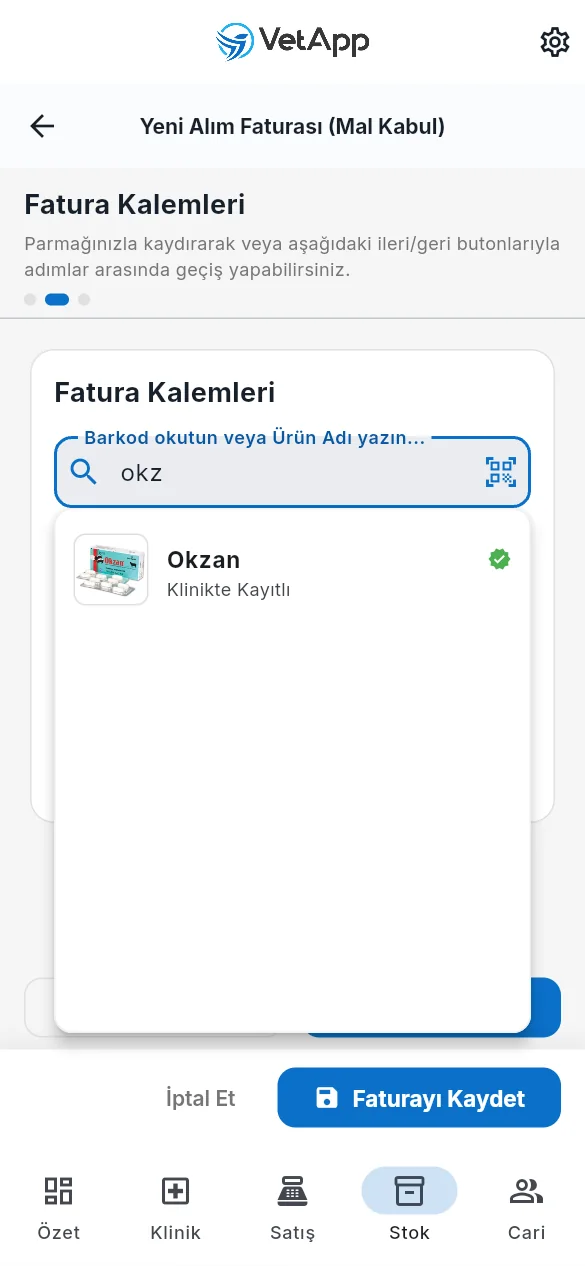 VetApp
Yeni Alım Faturası (Mal Kabul)
Fatura Kalemleri
Parmağınızla kaydırarak veya aşağıdaki ileri/geri butonlarıyla
adımlar arasında geçiş yapabilirsiniz.
Fatura Kalemleri
Barkod okutun veya Ürün Adı yazın...
okz
Okzan
Okzan
Klinikte Kayıtlı
İptal Et
Faturayı Kaydet
Özet
Klinik
Satış
Stok
Cari